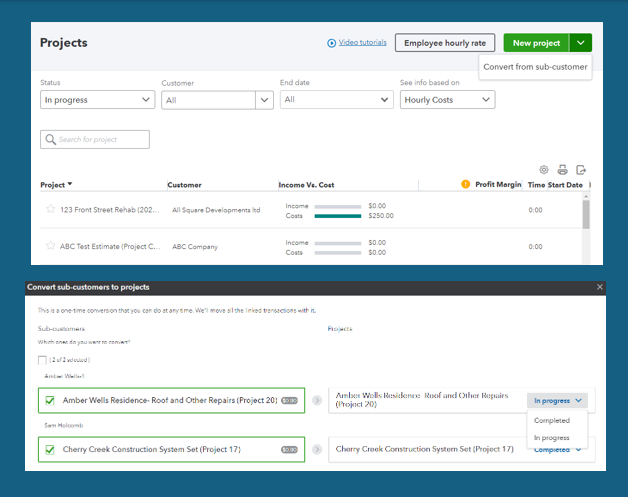 Projects
Video tutorials
Employee hourly rate
New project
Convert from sub-customer
Status
Customer
End date
See info based on
In progress
All
All
Hourly Costs
Search for project
Project
Customer
Income Vs. Cost
Profit Margin
Time
Start Date
123 Front Street Rehab (202...
All Square Developments ltd
Income
$0.00
Costs
$250.00
0:00
ABC Test Estimate (Project C...
ABC Company
Income
$0.00
Costs
$0.00
0:00
Convert sub-customers to projects
This is a one-time conversion that you can do at any time. We'll move all the linked transactions with it.
Sub-customers
Projects
Which ones do you want to convert?
( 2 of 2 selected )
Amber Wells-1
Amber Wells Residence- Roof and Other Repairs (Project 20)
$0.00
Amber Wells Residence- Roof and Other Repairs
(Project 20)
In progress
Completed
In progress
Sam Holcomb
Cherry Creek Construction System Set (Project 17)
$0.00
Cherry Creek Construction System Set (Project 17)
Completed